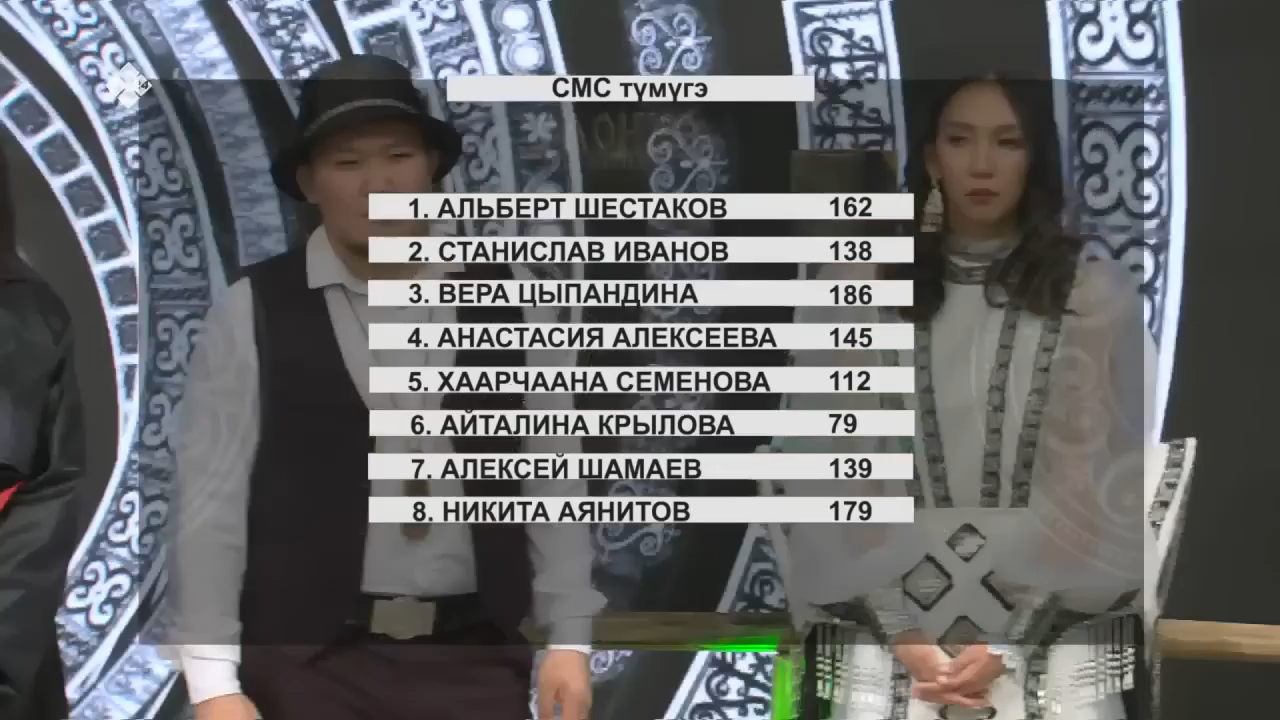 СМС түмүгэ
1. АЛЬБЕРТ ШЕСТАКОВ 162
2. СТАНИСЛАВ ИВАНОВ 138
3. ВЕРА ЦЫПАНДИНА 186
4. АНАСТАСИЯ АЛЕКСЕЕВА 145
5. ХААРЧААНА СЕМЕНОВА 112
6. АЙТАЛИНА КРЫЛОВА 79
7. АЛЕКСЕЙ ШАМАЕВ 139
8. НИКИТА АЯНИТОВ 179